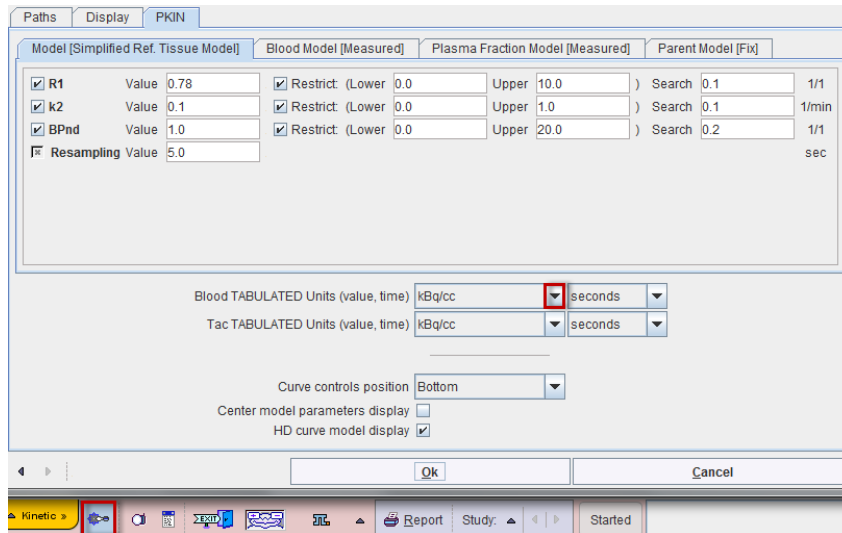 Paths Display PKIN
Model [Simplified Ref. Tissue Model] Blood Model [Measured] Plasma Fraction Model [Measured] Parent Model [Fix]
R1 Value 0.78 Restrict: (Lower 0.0 Upper 10.0 ) Search 0.1 1/1
k2 Value 0.1 Restrict: (Lower 0.0 Upper 1.0 ) Search 0.1 1/min
BPnd Value 1.0 Restrict: (Lower 0.0 Upper 20.0 ) Search 0.2 1/1
Resampling Value 5.0 sec
Blood TABULATED Units (value, time) kBq/cc seconds
Tac TABULATED Units (value, time) kBq/cc seconds
Curve controls position Bottom
Center model parameters display
HD curve model display
Ok Cancel
Kinetic » EXIT Report Study: Started